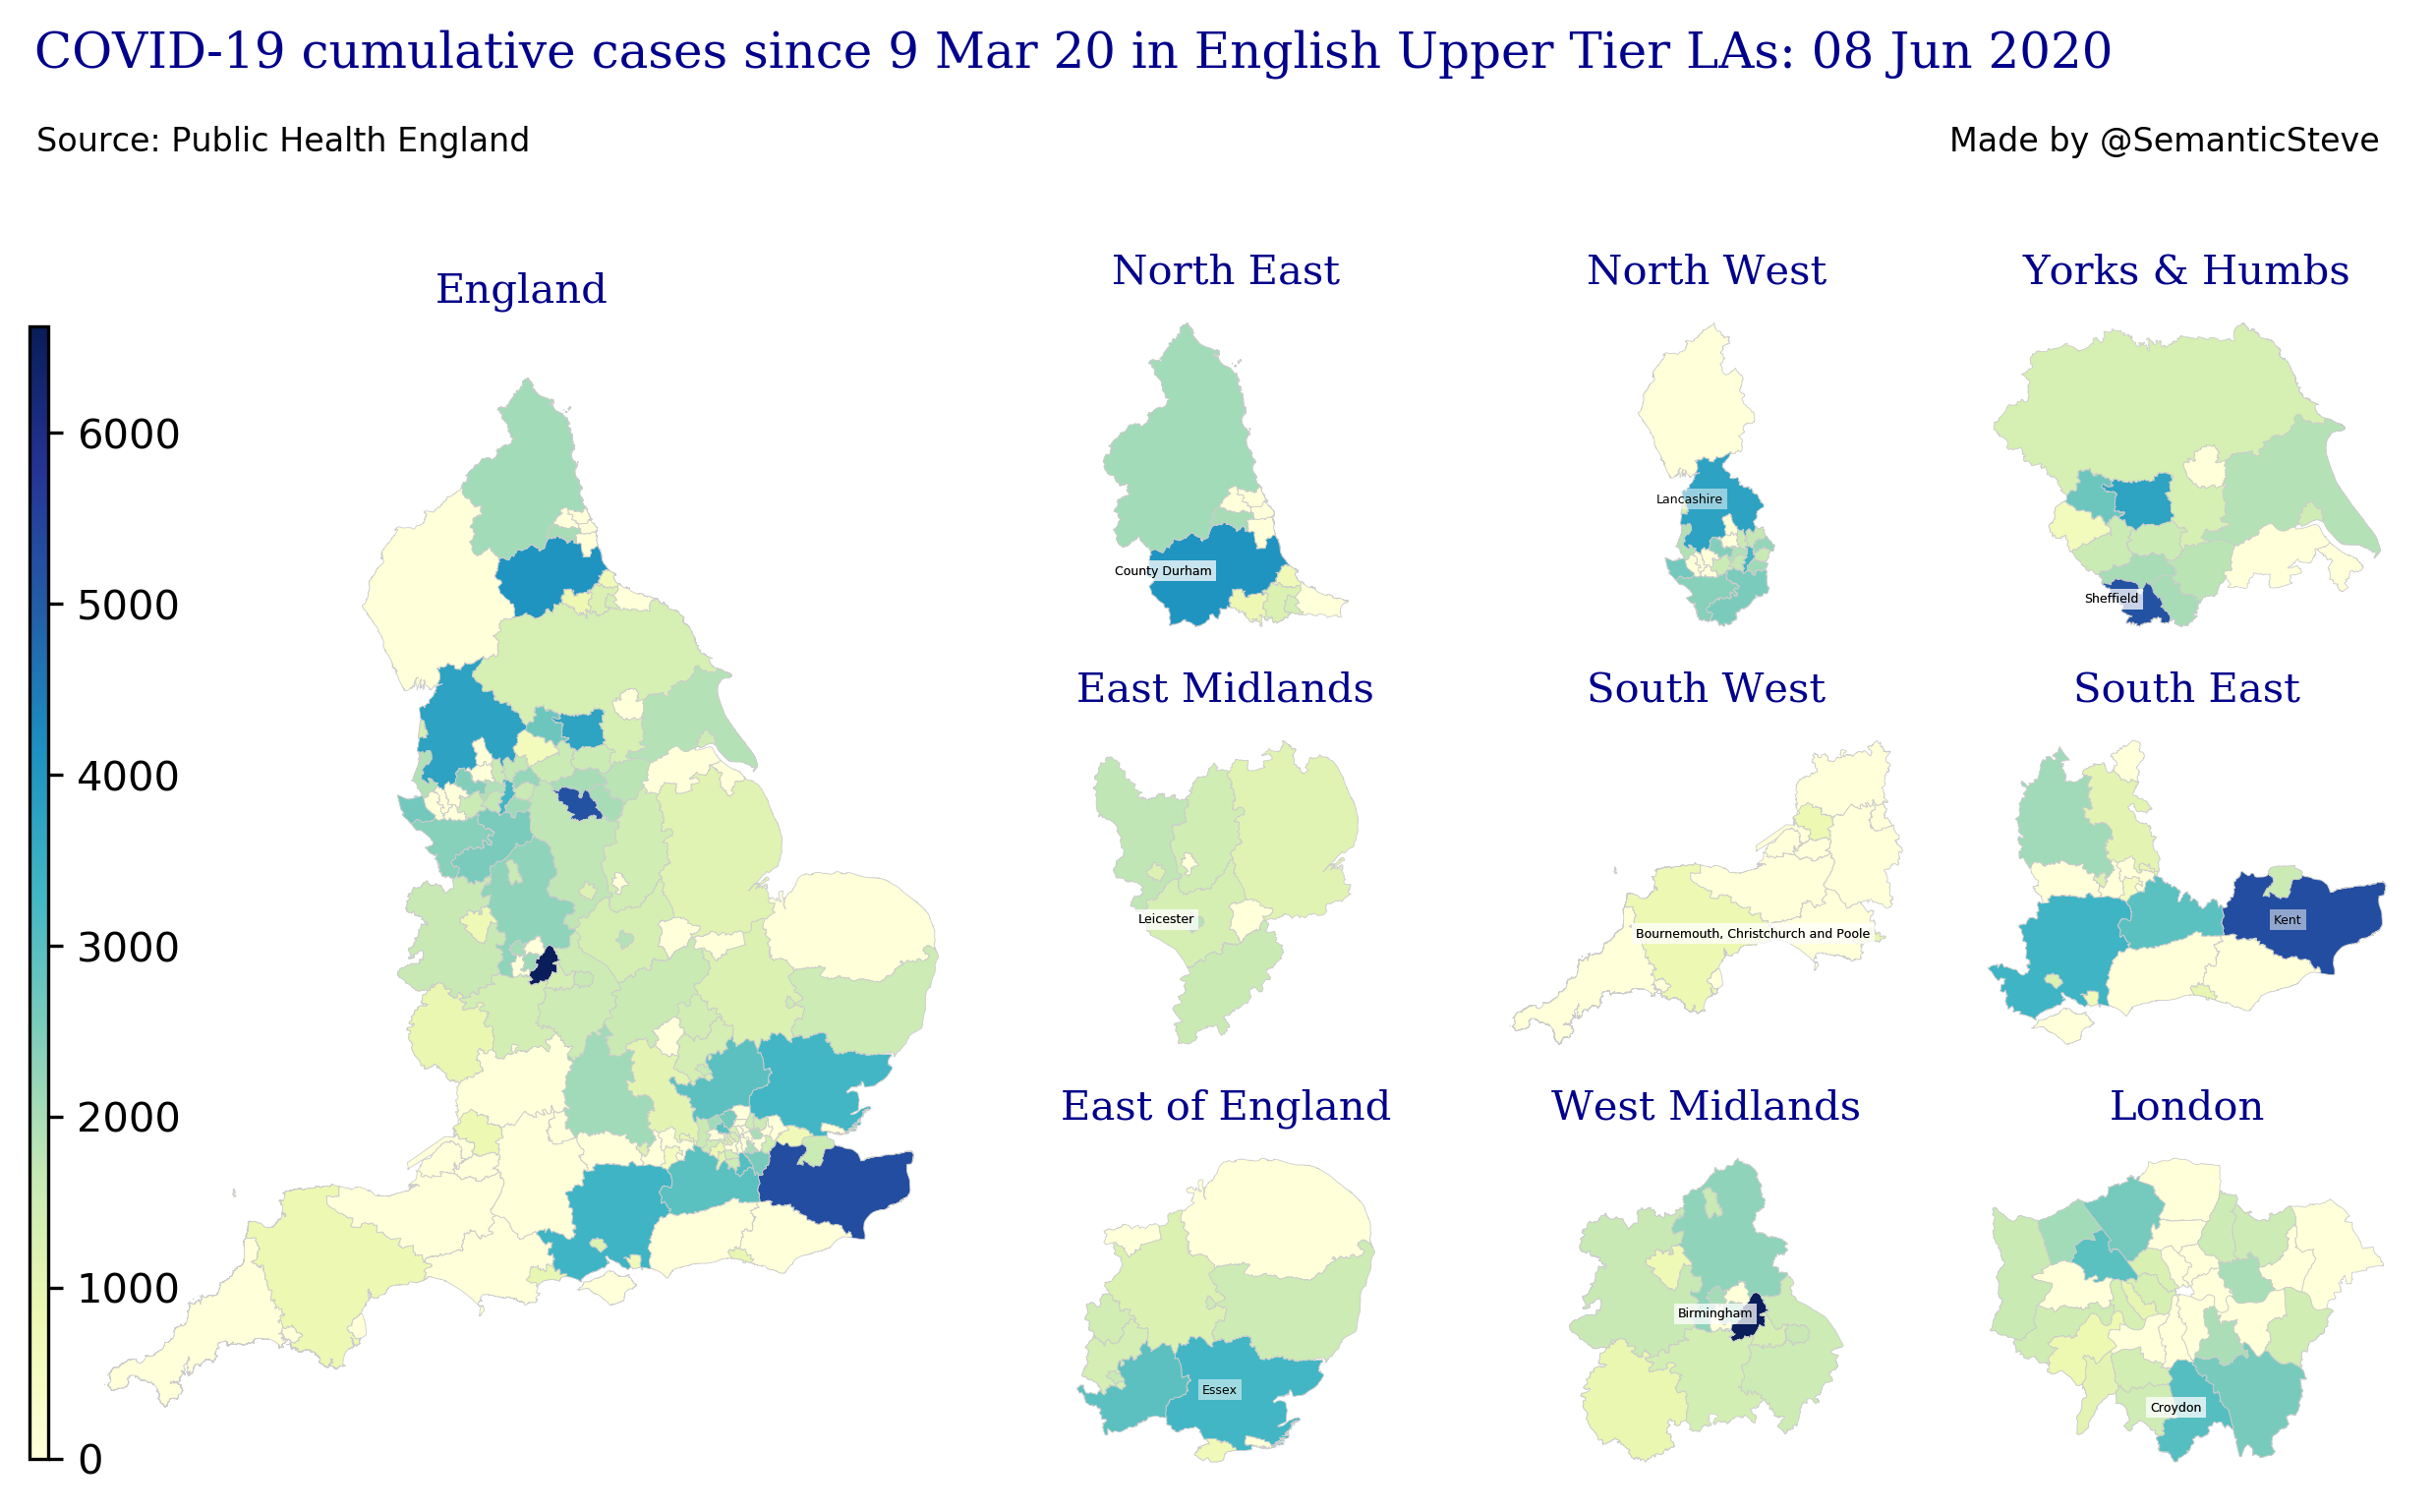 COVID-19 cumulative cases since 9 Mar 20 in English Upper Tier LAs: 08 Jun 2020
Source: Public Health England
Made by @SemanticSteve
England
6000
5000
4000
3000
2000
1000
0
North East
County Durham
North West
Lancashire
Yorks & Humbs
Sheffield
East Midlands
Leicester
South West
Bournemouth, Christchurch and Poole
South East
Kent
East of England
Essex
West Midlands
Birmingham
London
Croydon